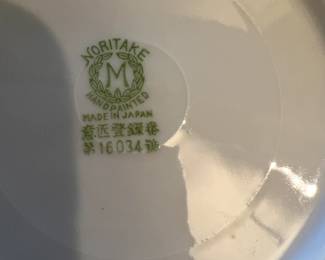 NORITAKE
M
HANDPAINTED
MADE IN JAPAN
意匠登録番
第16034號